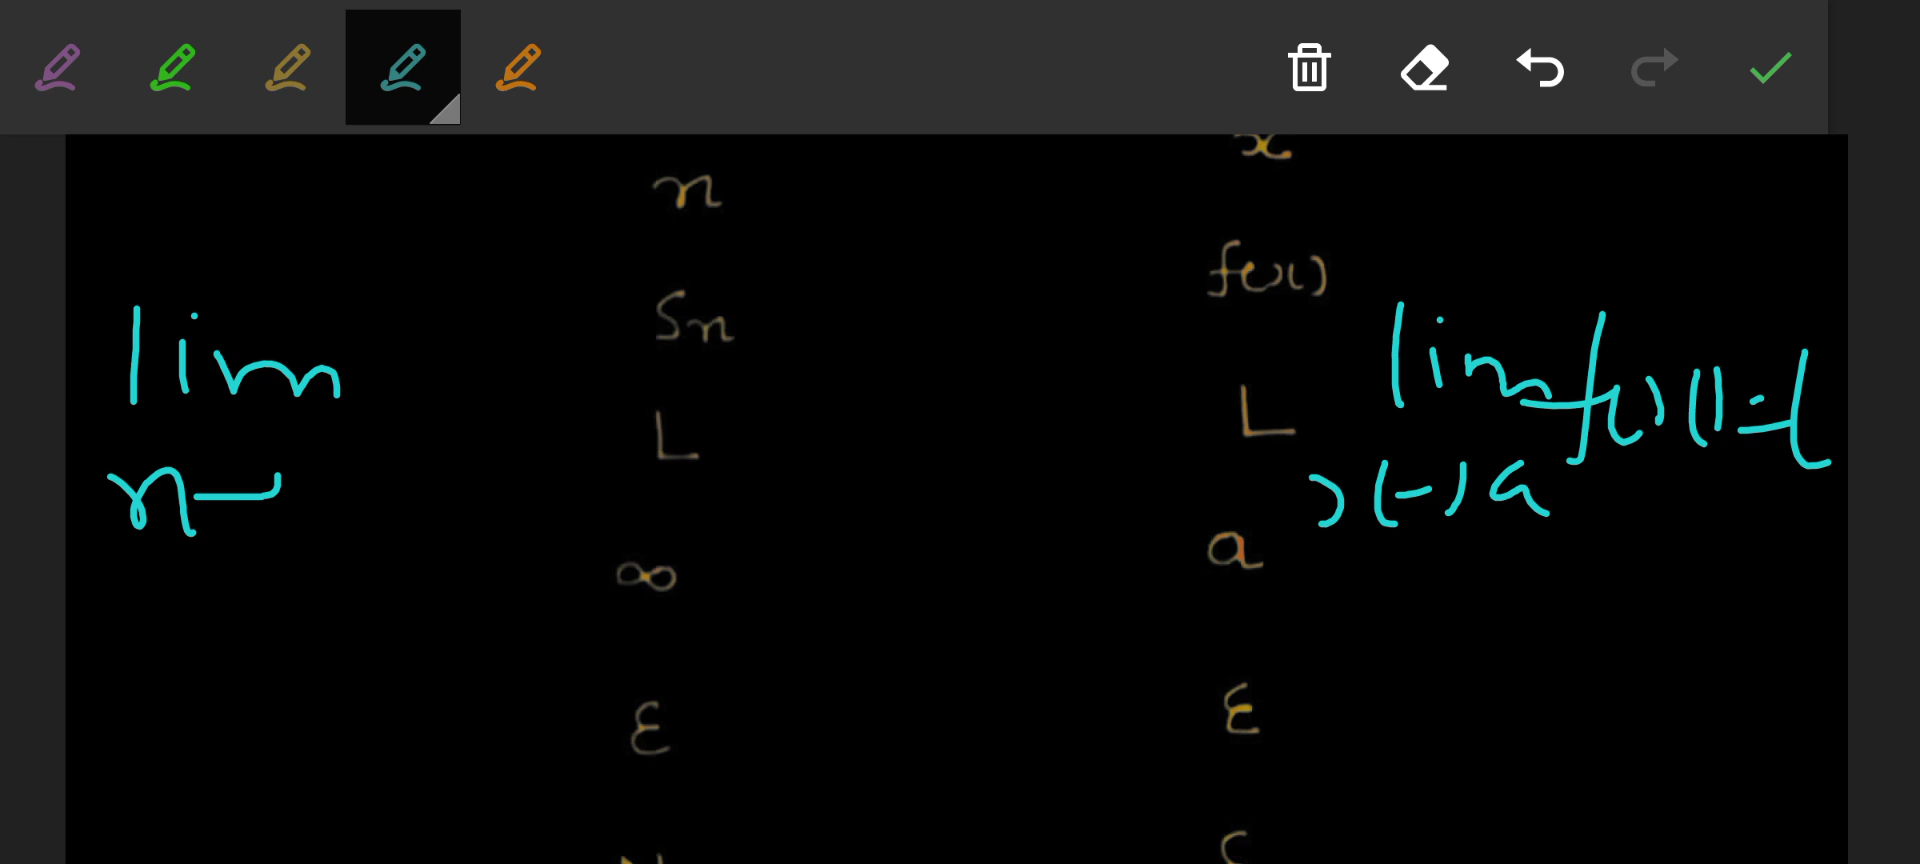 x
n
f(x)
Sn
lim
lim f(x) = L
L
L
n→
x→a
a
∞
ε
ε